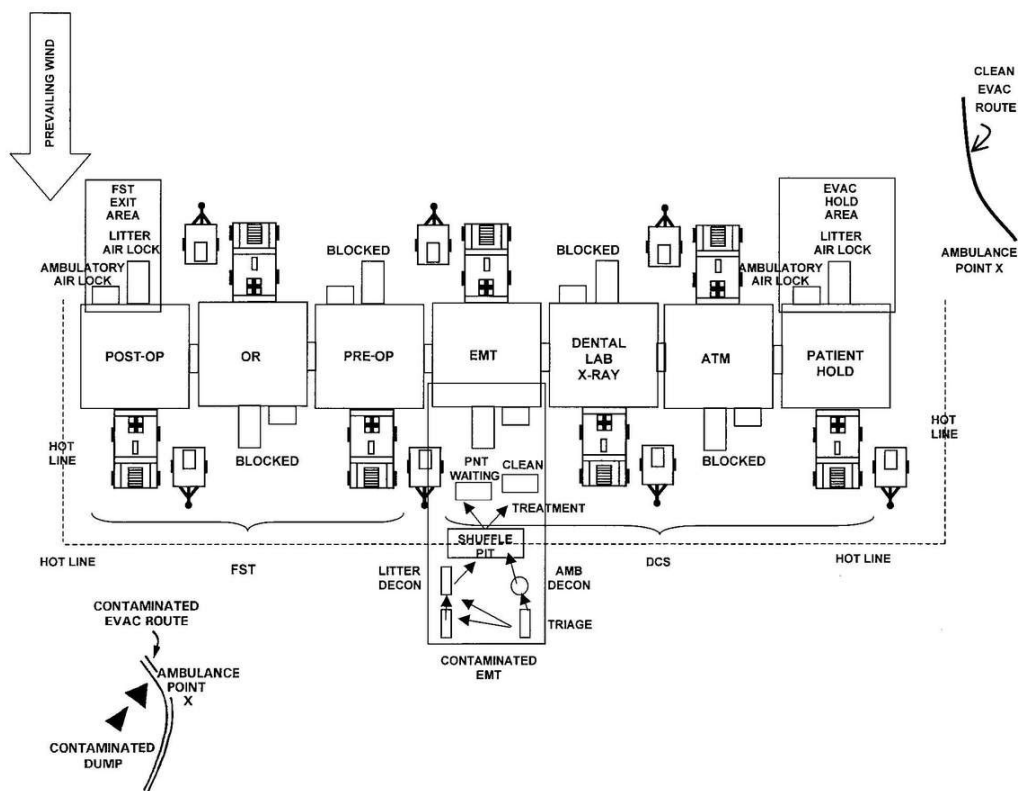 PREVAILING WIND
CLEAN
EVAC
ROUTE
AMBULANCE
POINT X
FST
EXIT
AREA
LITTER
AIR LOCK
AMBULATORY
AIR LOCK
BLOCKED
BLOCKED
EVAC
HOLD
AREA
LITTER
AIR LOCK
AMBULATORY
AIR LOCK
POST-OP
OR
PRE-OP
EMT
DENTAL
LAB
X-RAY
ATM
PATIENT
HOLD
HOT
LINE
BLOCKED
PNT
WAITING
CLEAN
TREATMENT
BLOCKED
HOT
LINE
HOT LINE
FST
SHUFFLE
PIT
DCS
HOT LINE
LITTER
DECON
AMB
DECON
TRIAGE
CONTAMINATED
EMT
CONTAMINATED
EVAC ROUTE
AMBULANCE
POINT
X
CONTAMINATED
DUMP